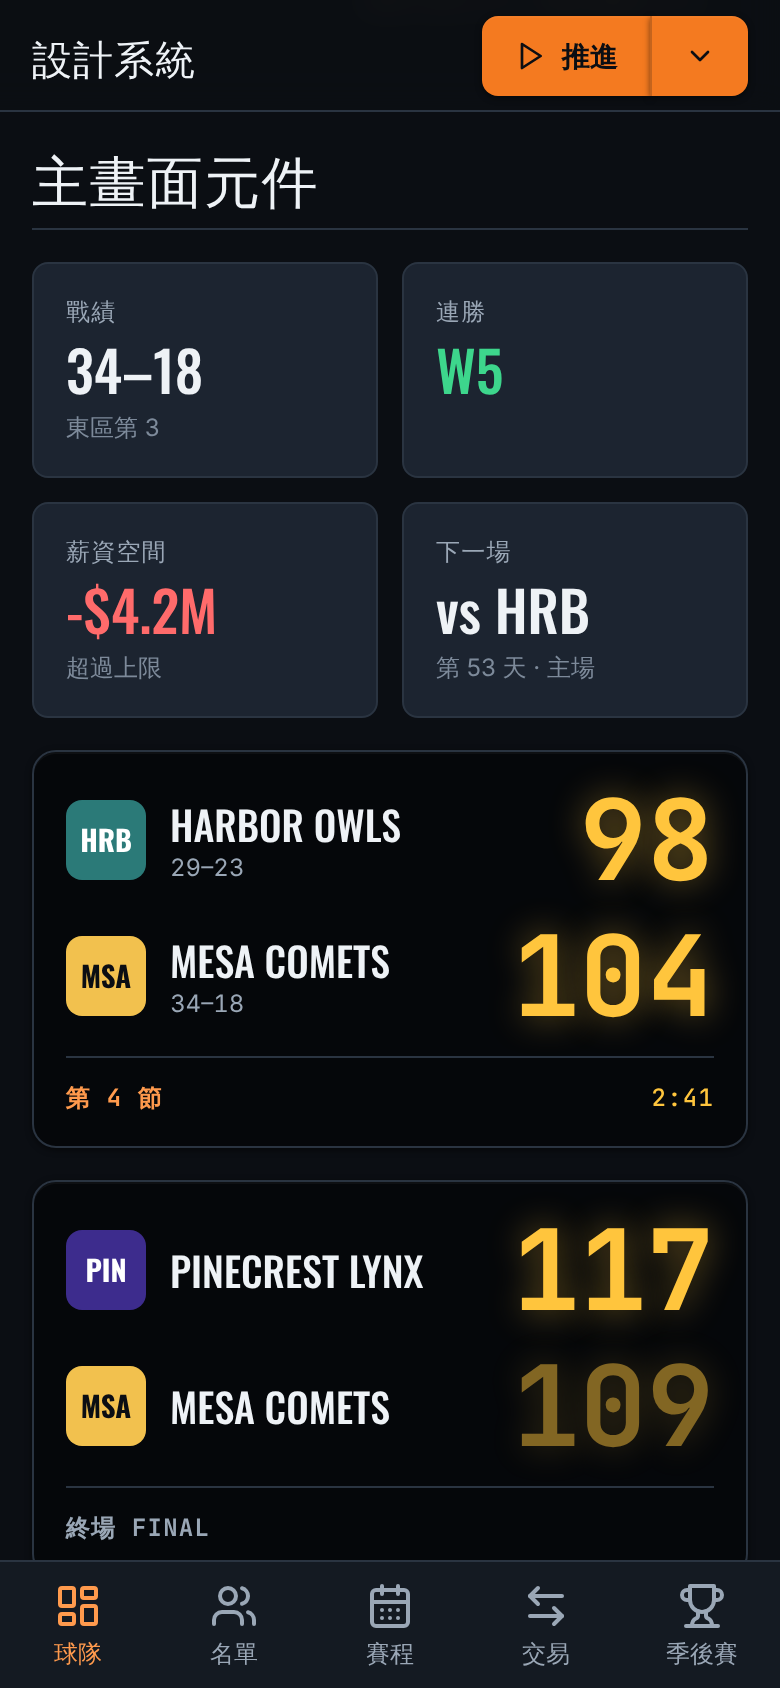 設計系統
推進
主畫面元件
戰績
34–18
東區第 3
連勝
W5
薪資空間
-$4.2M
超過上限
下一場
vs HRB
第 53 天 · 主場
HRB
HARBOR OWLS
29–23
98
MSA
MESA COMETS
34–18
104
第 4 節
2:41
PIN
PINECREST LYNX
117
MSA
MESA COMETS
109
終場 FINAL
球隊
名單
賽程
交易
季後賽